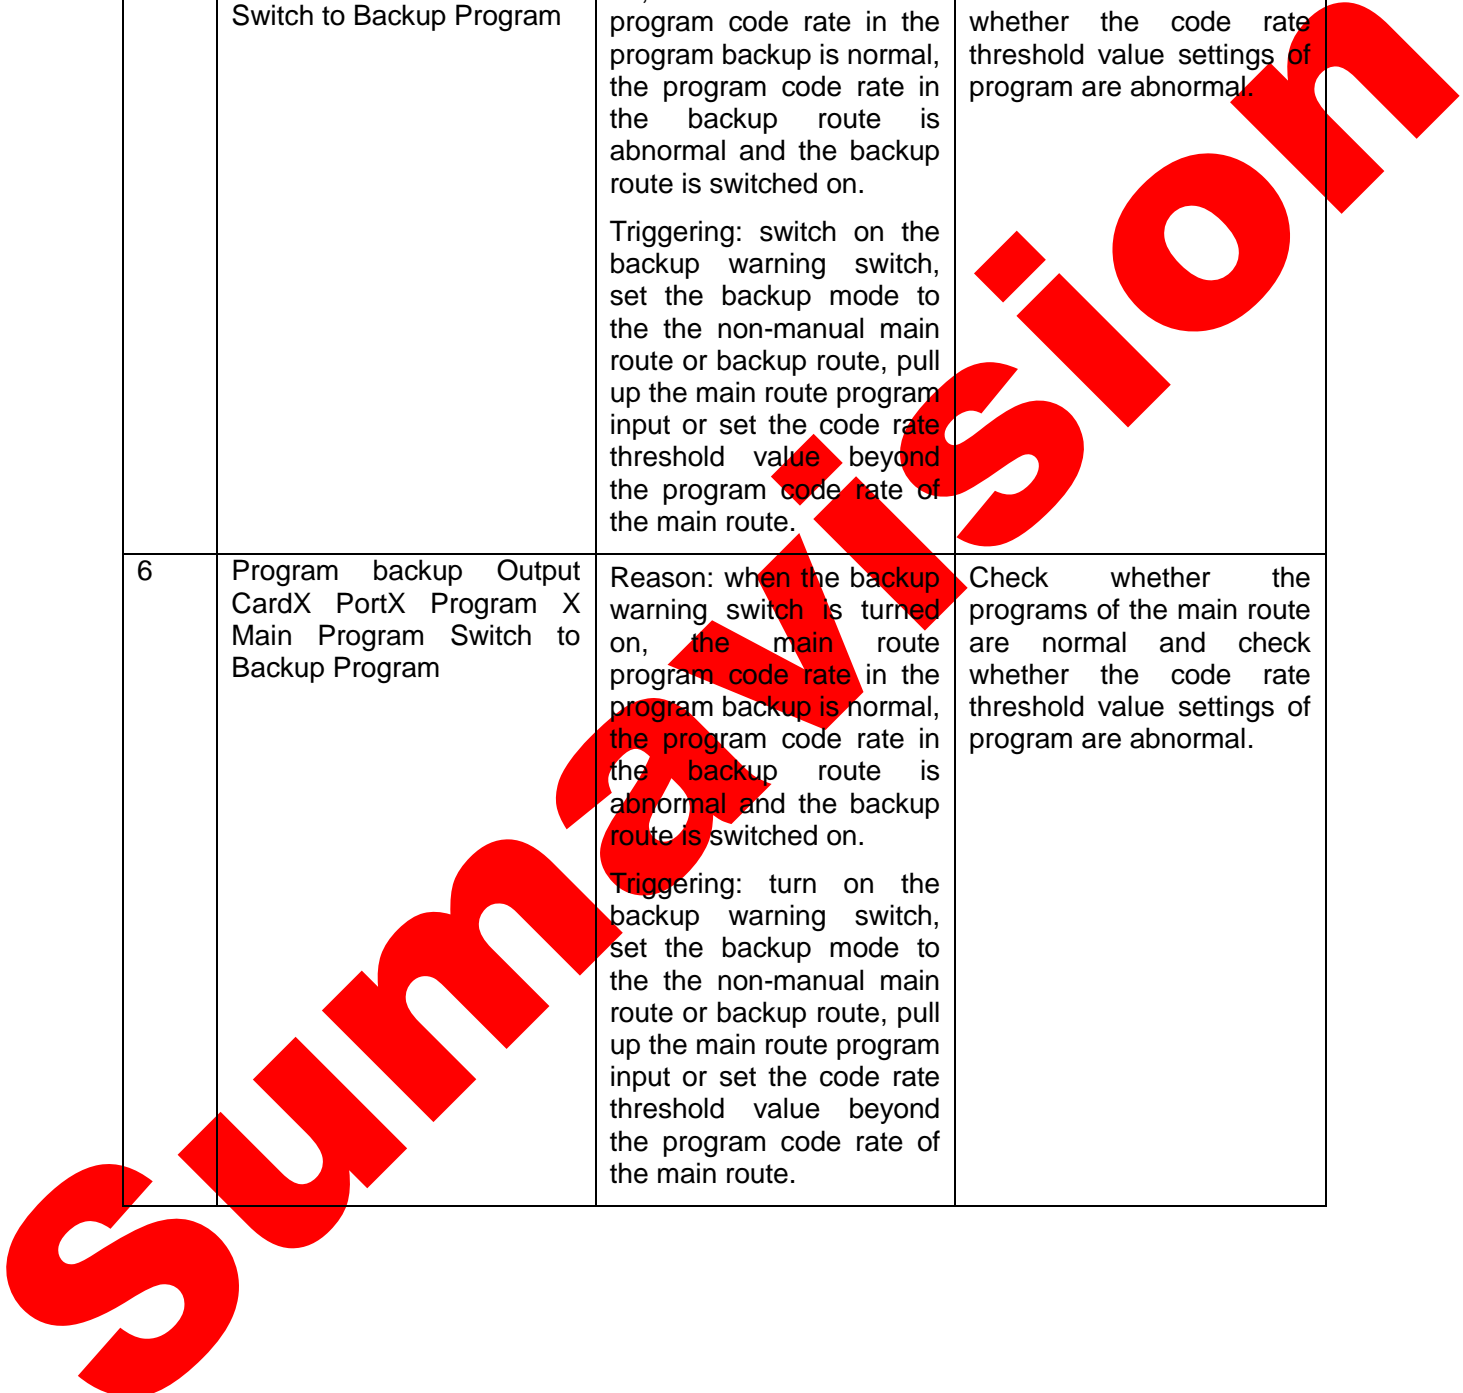 Switch to Backup Program
program code rate in the
program backup is normal,
the program code rate in
the backup route is
abnormal and the backup
route is switched on.
Triggering: switch on the
backup warning switch,
set the backup mode to
the the non-manual main
route or backup route, pull
up the main route program
input or set the code rate
threshold value beyond
the program code rate of
the main route.
whether the code rate
threshold value settings of
program are abnormal.
6
Program backup Output
CardX PortX Program X
Main Program Switch to
Backup Program
Reason: when the backup
warning switch is turned
on, the main route
program code rate in the
program backup is normal,
the program code rate in
the backup route is
abnormal and the backup
route is switched on.
Triggering: turn on the
backup warning switch,
set the backup mode to
the the non-manual main
route or backup route, pull
up the main route program
input or set the code rate
threshold value beyond
the program code rate of
the main route.
Check whether the
programs of the main route
are normal and check
whether the code rate
threshold value settings of
program are abnormal.
Sumavision